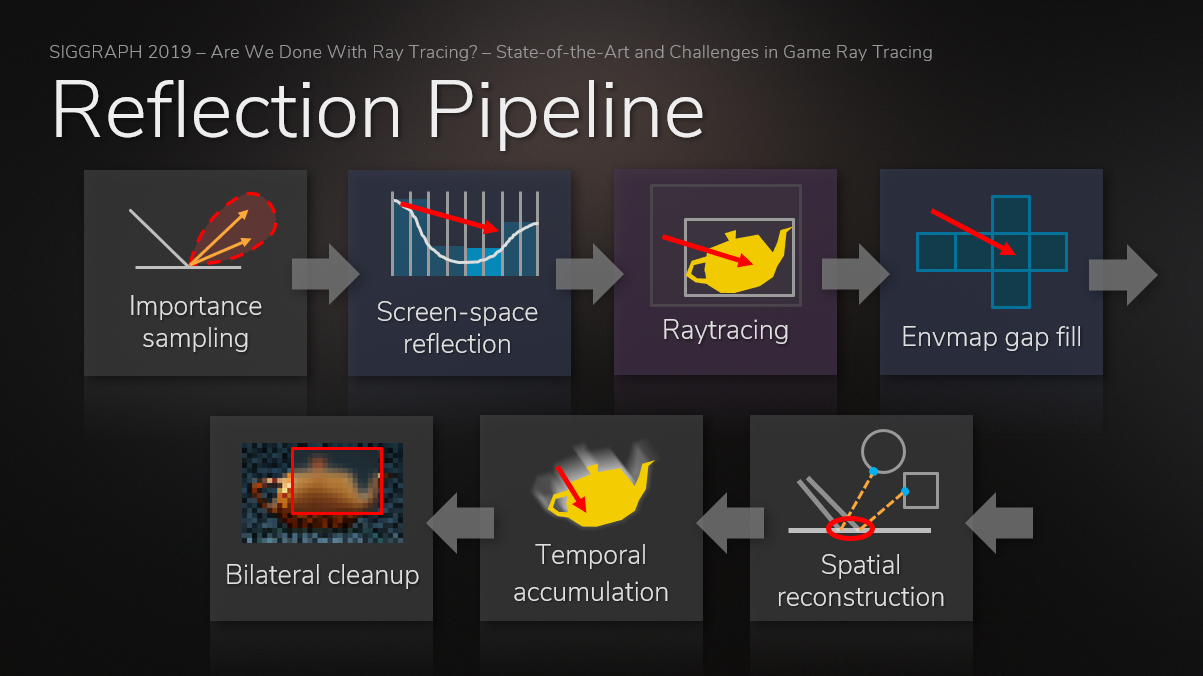 SIGGRAPH 2019 – Are We Done With Ray Tracing? – State-of-the-Art and Challenges in Game Ray Tracing
Reflection Pipeline
Importance
sampling
Screen-space
reflection
Raytracing
Envmap gap fill
Spatial
reconstruction
Temporal
accumulation
Bilateral cleanup